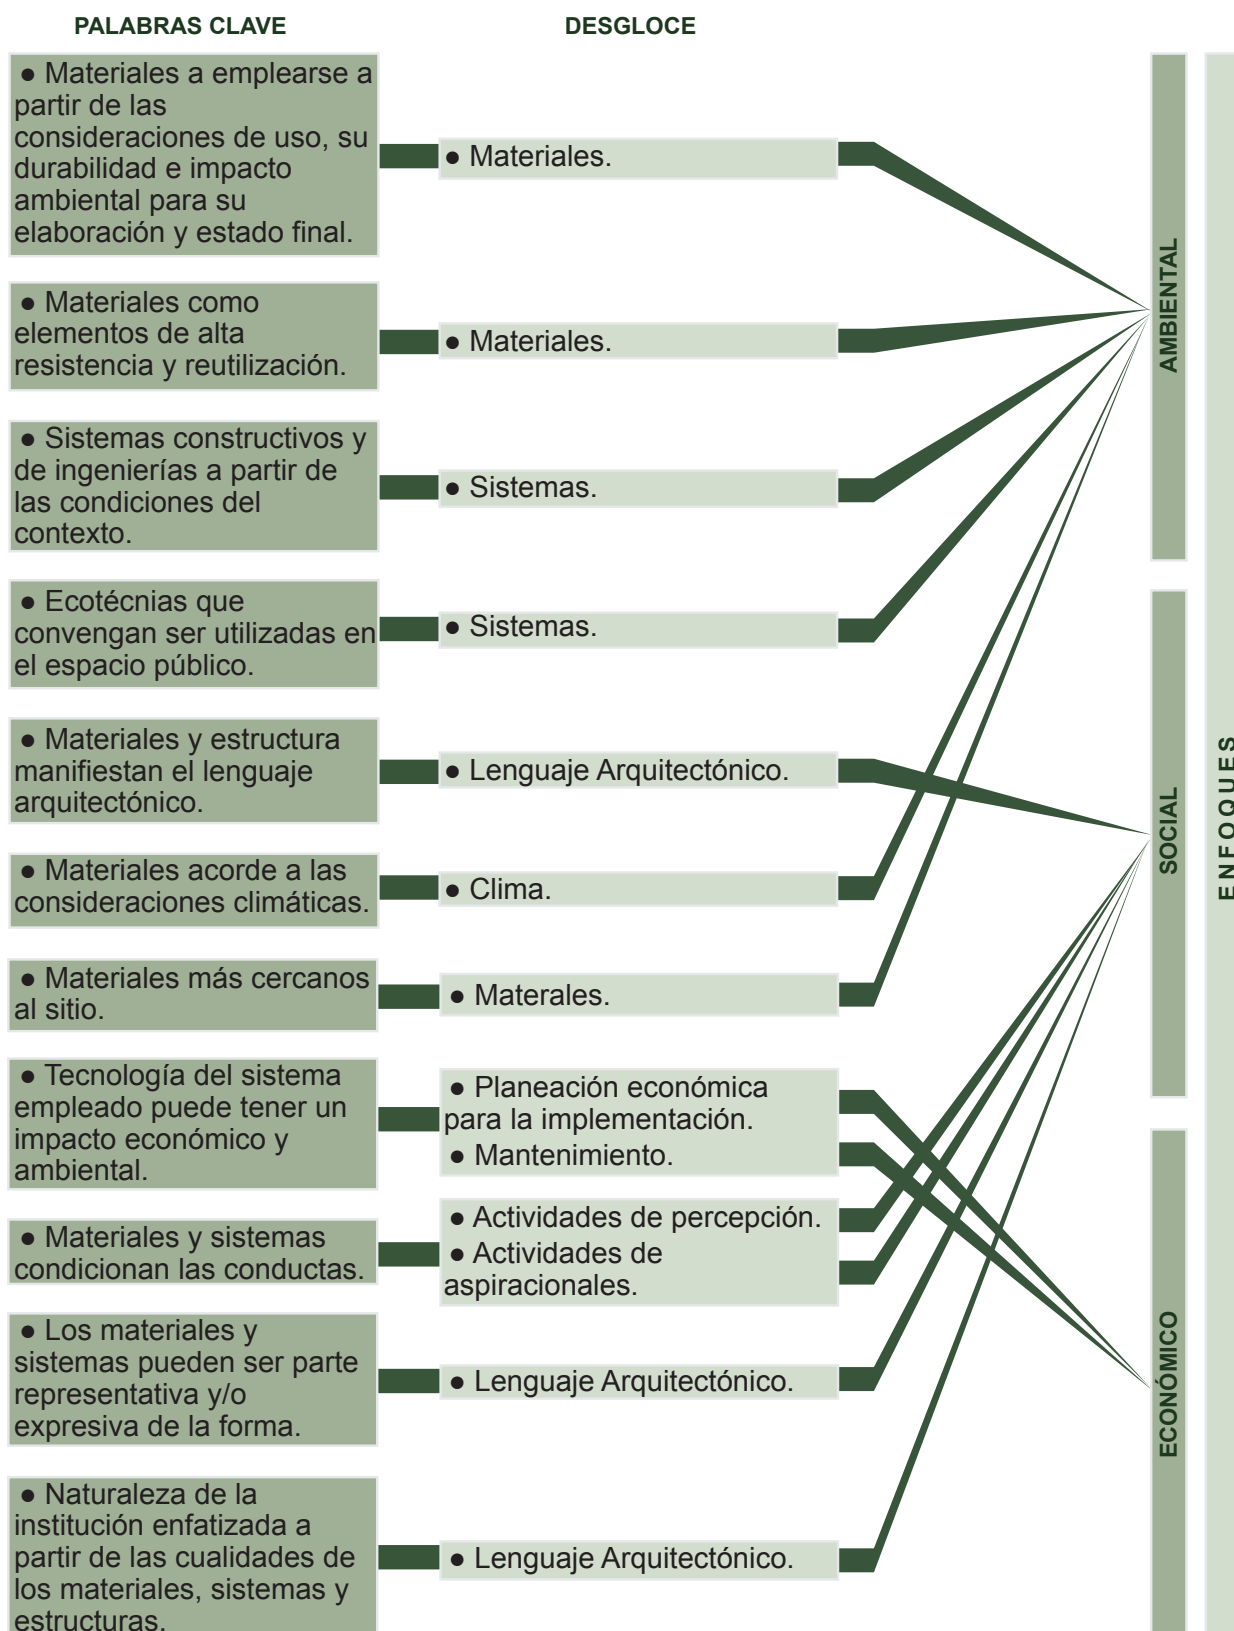 PALABRAS CLAVE
DESGLOCE
● Materiales a emplearse a
partir de las
consideraciones de uso, su
durabilidad e impacto
ambiental para su
elaboración y estado final.
● Materiales.
● Materiales como
elementos de alta
resistencia y reutilización.
● Materiales.
● Sistemas constructivos y
de ingenierías a partir de
las condiciones del
contexto.
● Sistemas.
● Ecotécnias que
convengan ser utilizadas en
el espacio público.
● Sistemas.
● Materiales y estructura
manifiestan el lenguaje
arquitectónico.
● Lenguaje Arquitectónico.
● Materiales acorde a las
consideraciones climáticas.
● Clima.
● Materiales más cercanos
al sitio.
● Materales.
● Tecnología del sistema
empleado puede tener un
impacto económico y
ambiental.
● Planeación económica
para la implementación.
● Mantenimiento.
● Materiales y sistemas
condicionan las conductas.
● Actividades de percepción.
● Actividades de
aspiracionales.
● Los materiales y
sistemas pueden ser parte
representativa y/o
expresiva de la forma.
● Lenguaje Arquitectónico.
● Naturaleza de la
institución enfatizada a
partir de las cualidades de
los materiales, sistemas y
estructuras.
● Lenguaje Arquitectónico.
AMBIENTAL
SOCIAL
ECONÓMICO
ENFOQUES